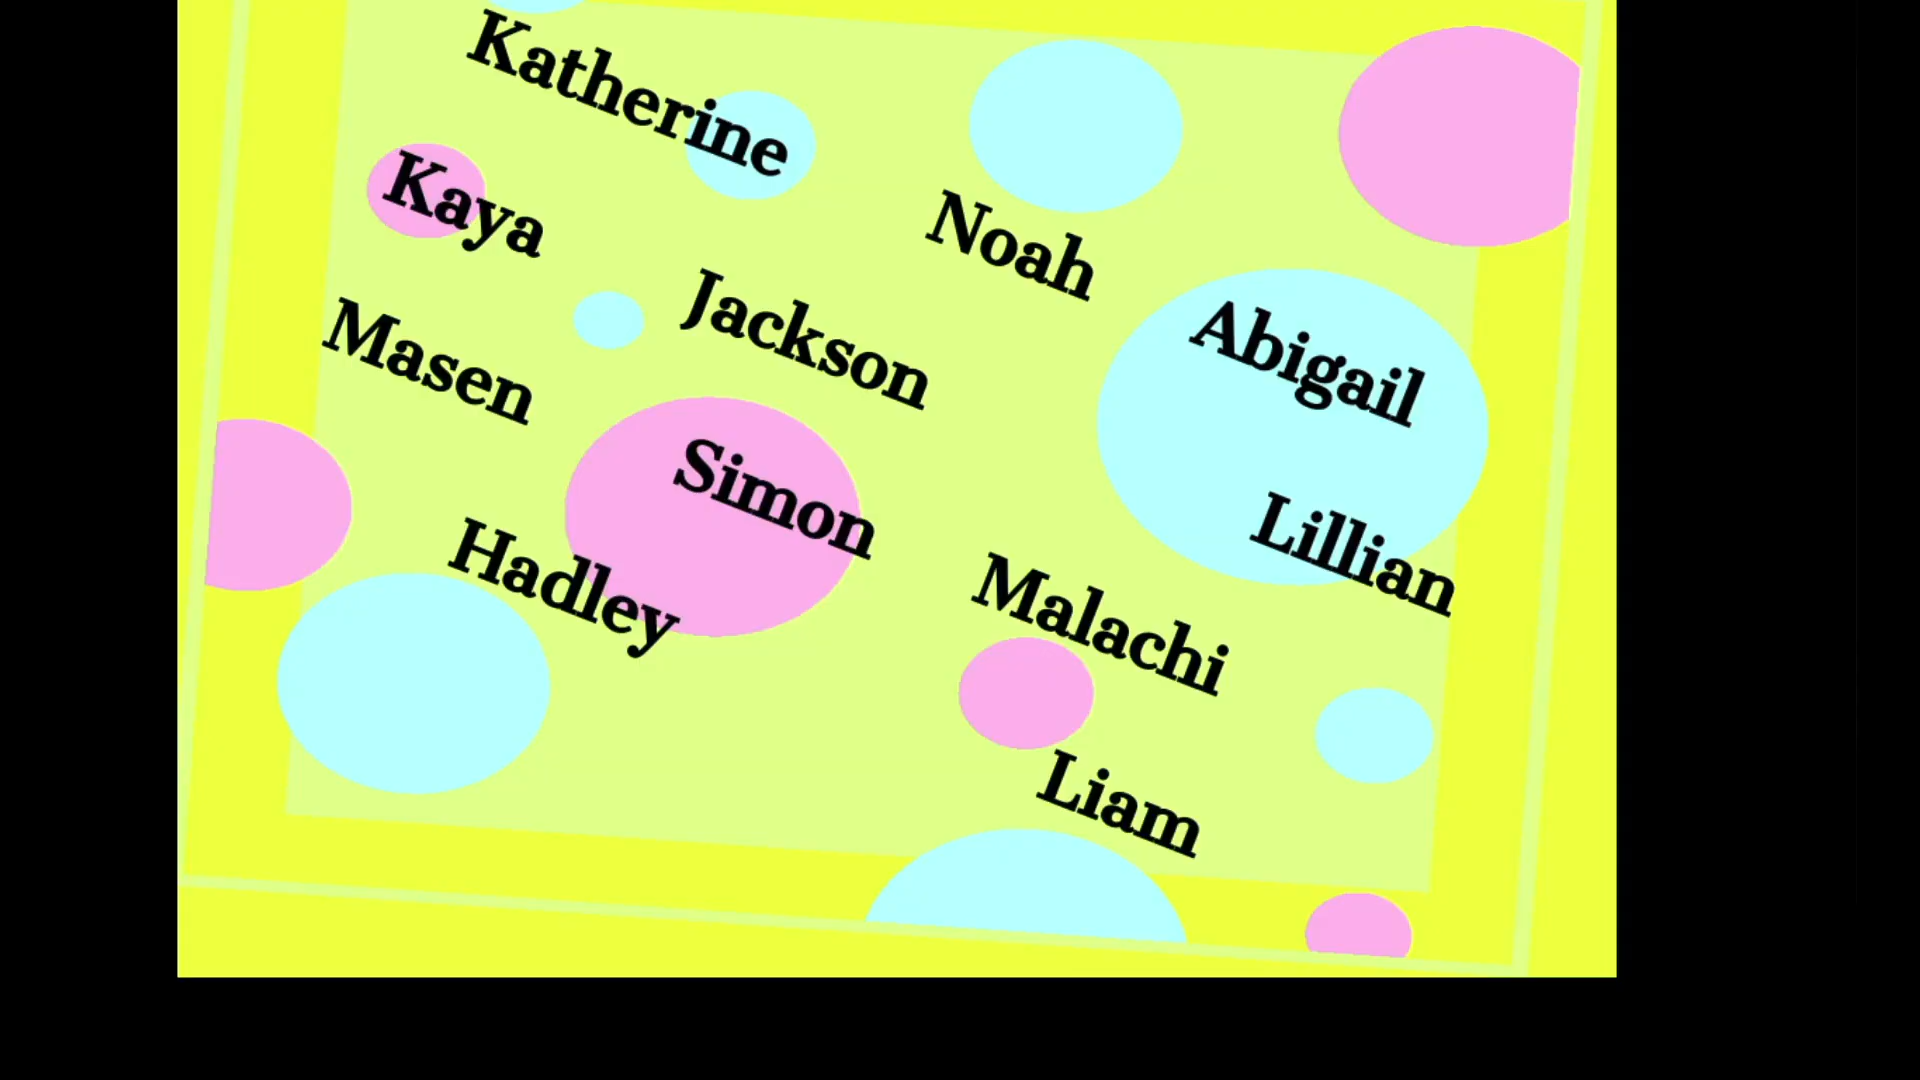 Katherine
Kaya
Noah
Jackson
Masen
Abigail
Simon
Lillian
Hadley
Malachi
Liam